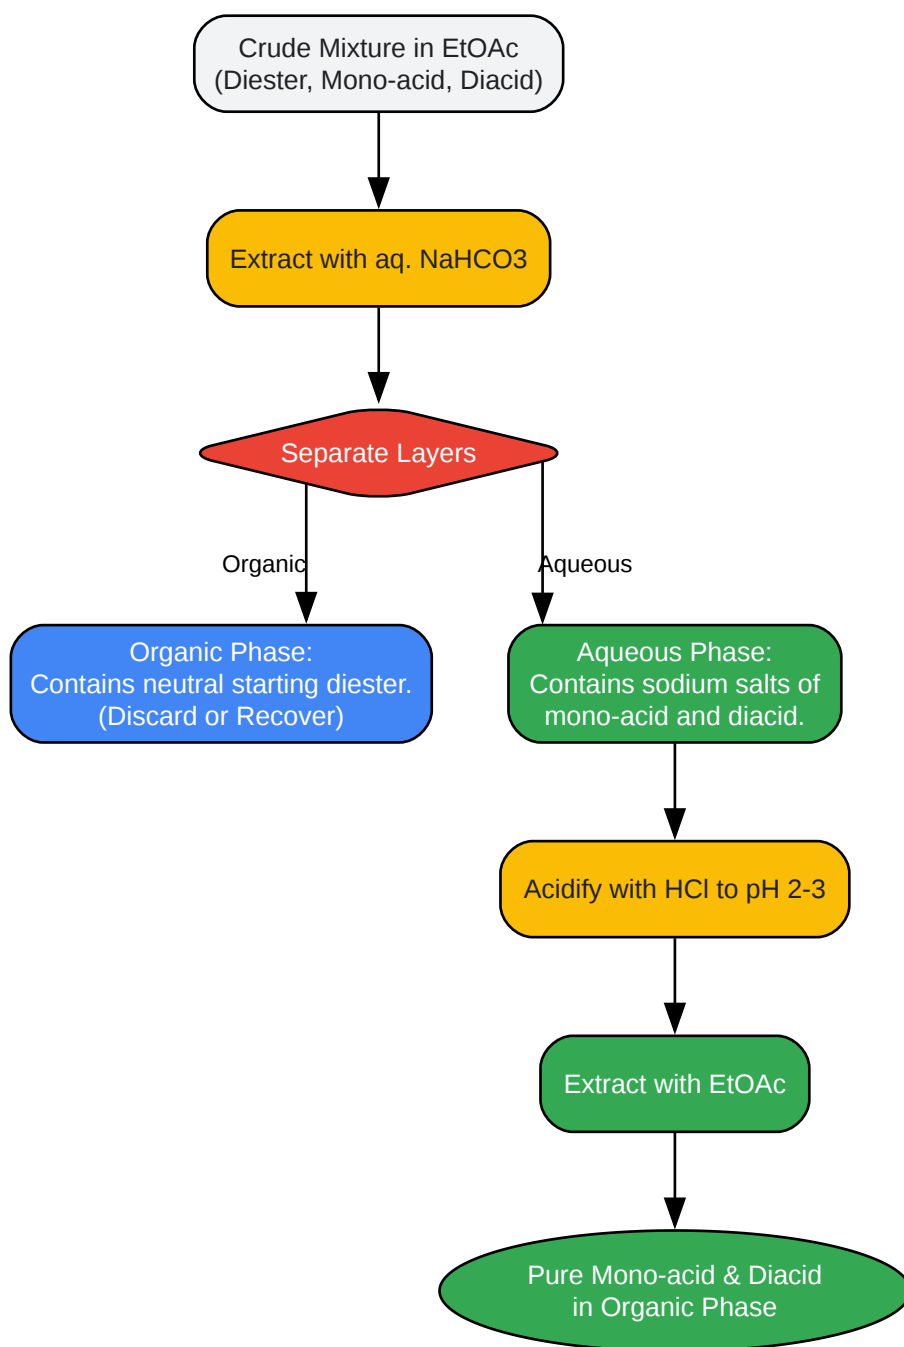 Crude Mixture in EtOAc
(Diester, Mono-acid, Diacid)
Extract with aq. NaHCO3
Separate Layers
Organic
Aqueous
Organic Phase:
Contains neutral starting diester.
(Discard or Recover)
Aqueous Phase:
Contains sodium salts of
mono-acid and diacid.
Acidify with HCl to pH 2-3
Extract with EtOAc
Pure Mono-acid & Diacid
in Organic Phase